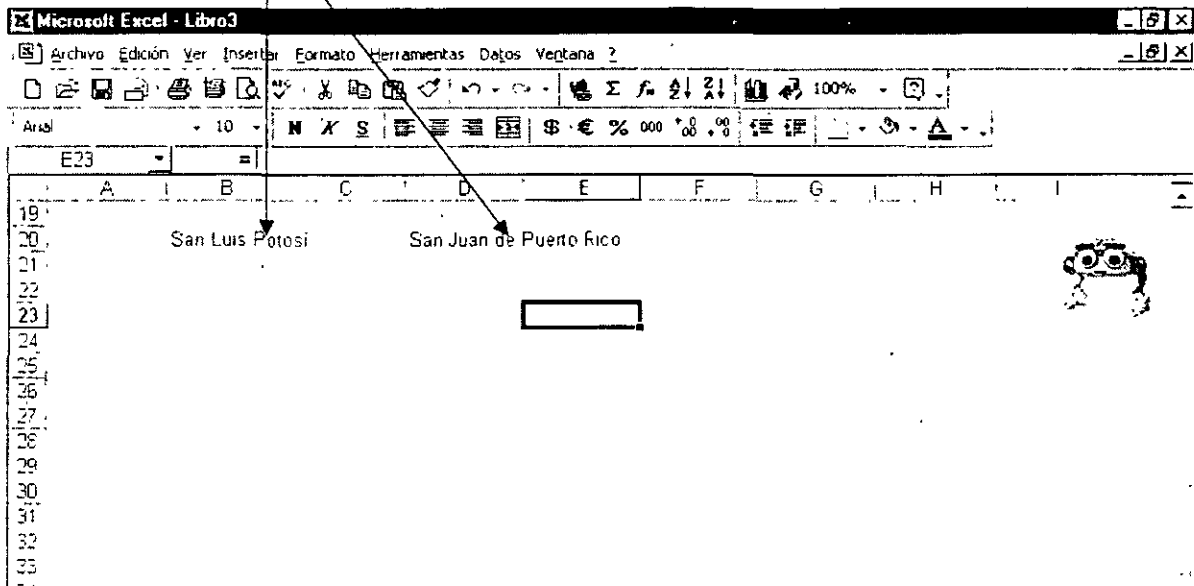 Microsoft Excel - Libro3
Archivo Edición Ver Insertar Formato Herramientas Datos Ventana ?
100%
Arial 10 N K S $ € % 000
E23 =
A B C D E F G H I
19
20 San Luis Potosi San Juan de Puerto Rico
21
22
23
24
25
26
27
28
29
30
31
32
33